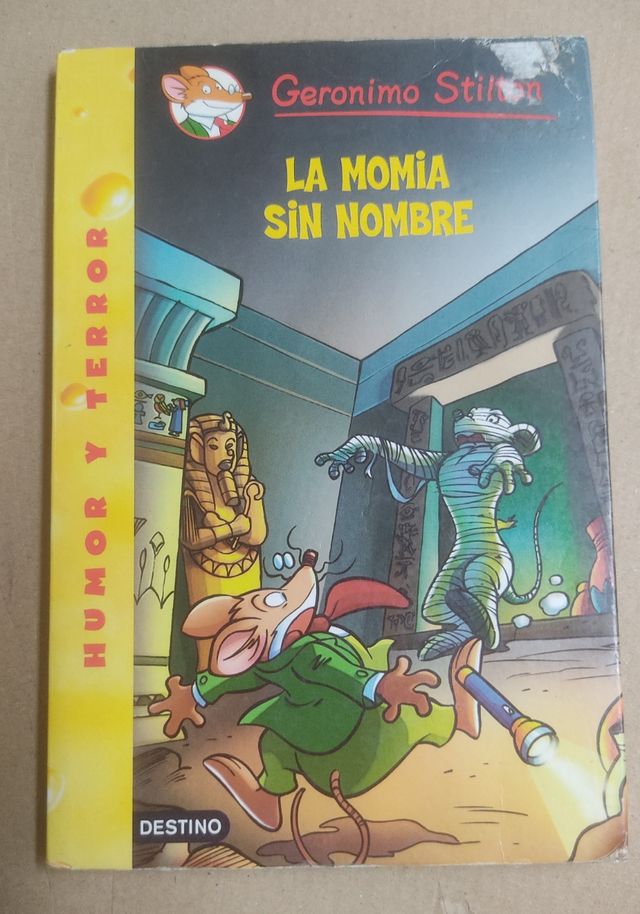 Geronimo Stilton
LA MOMiA
SiN NOMBRE
HUMOR Y TERROR
DESTINO